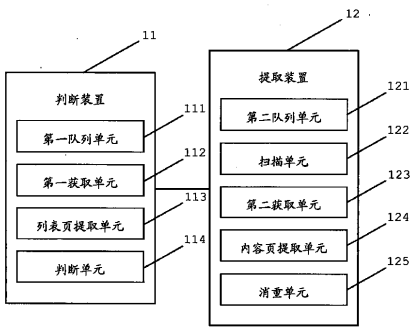 11
判断装置
第一队列单元
111
第一获取单元
112
列表页提取单元
113
判断单元
114
12
提取装置
第二队列单元
121
扫描单元
122
第二获取单元
123
内容页提取单元
124
消重单元
125